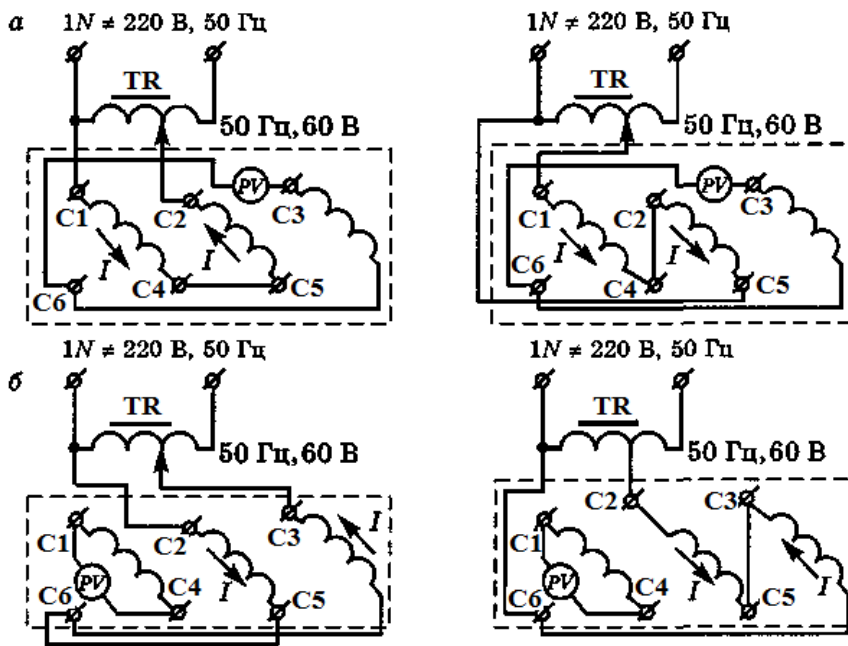 а
1N ≠ 220 В, 50 Гц
TR
50 Гц, 60 В
PV
C1
C2
C3
I
I
C6
C4
C5
1N ≠ 220 В, 50 Гц
TR
50 Гц, 60 В
PV
C1
C2
C3
I
I
C6
C4
C5
б
1N ≠ 220 В, 50 Гц
TR
50 Гц, 60 В
C1
C2
C3
I
PV
I
C6
C4
C5
1N ≠ 220 В, 50 Гц
TR
50 Гц, 60 В
C2
C3
C1
PV
I
I
C6
C4
C5